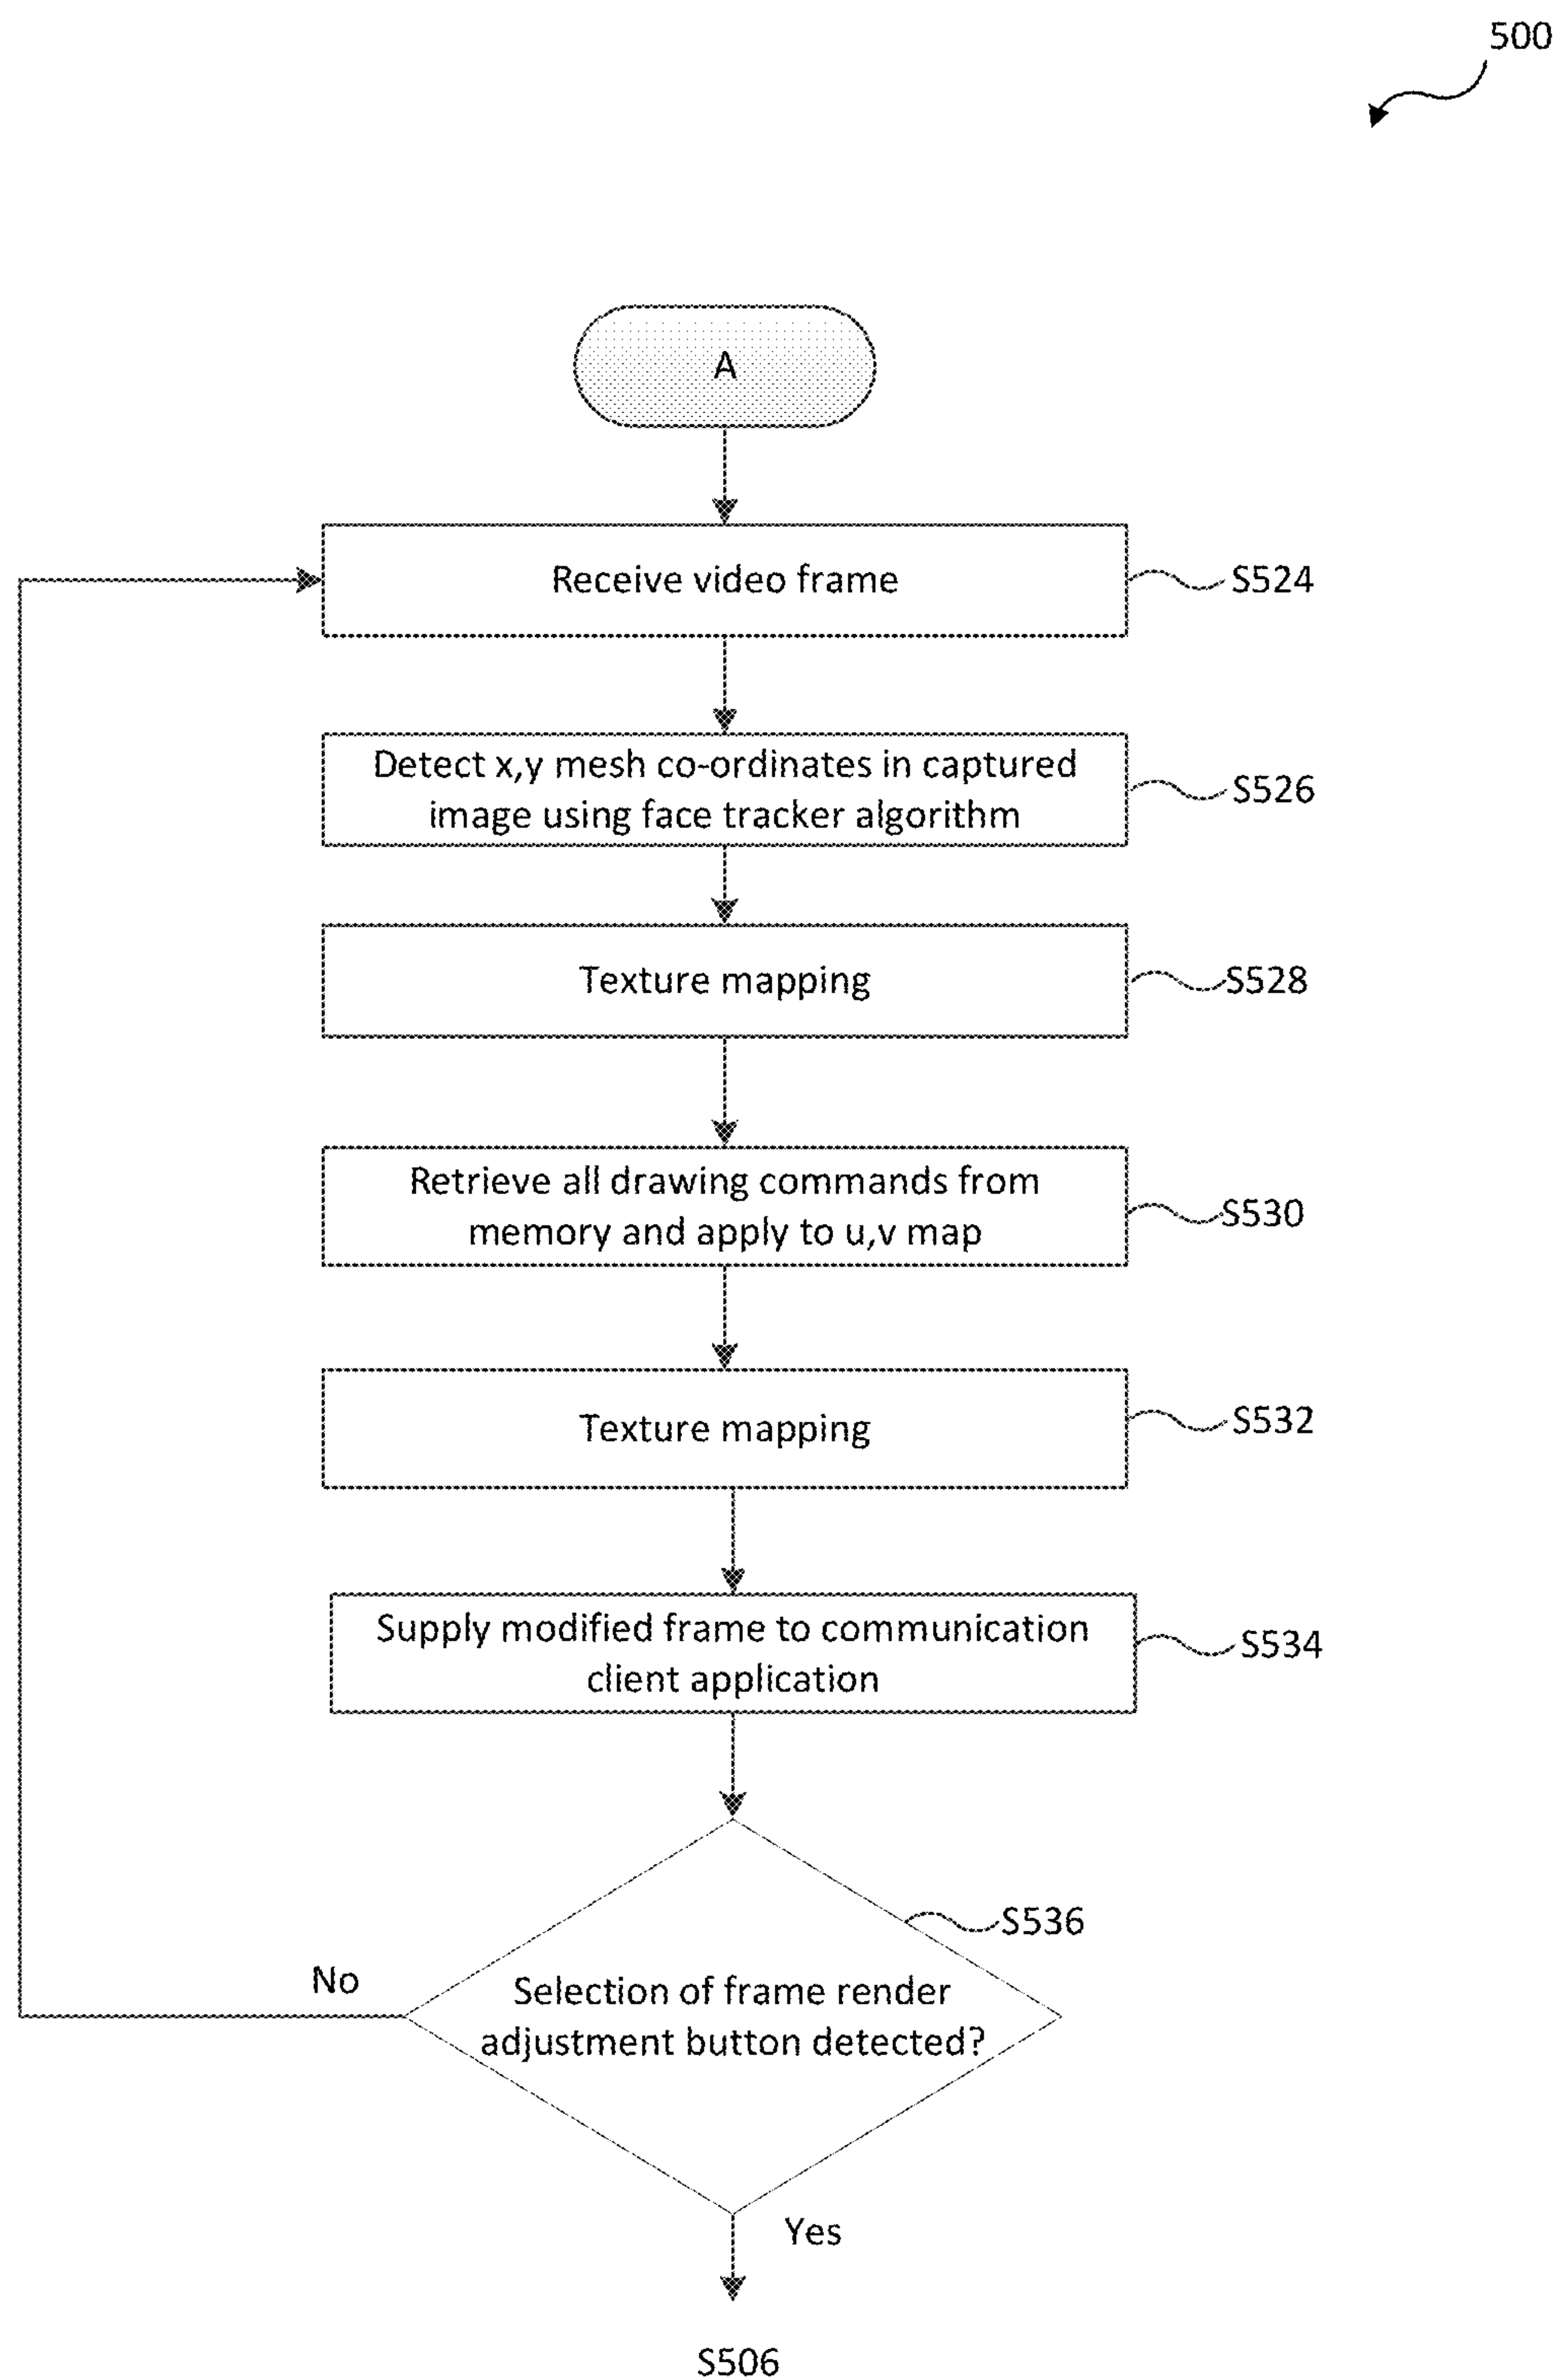 500
A
Receive video frame
S524
Detect x,y mesh co-ordinates in captured
image using face tracker algorithm
S526
Texture mapping
S528
Retrieve all drawing commands from
memory and apply to u,v map
S530
Texture mapping
S532
Supply modified frame to communication
client application
S534
S536
Selection of frame render
adjustment button detected?
No
Yes
S506